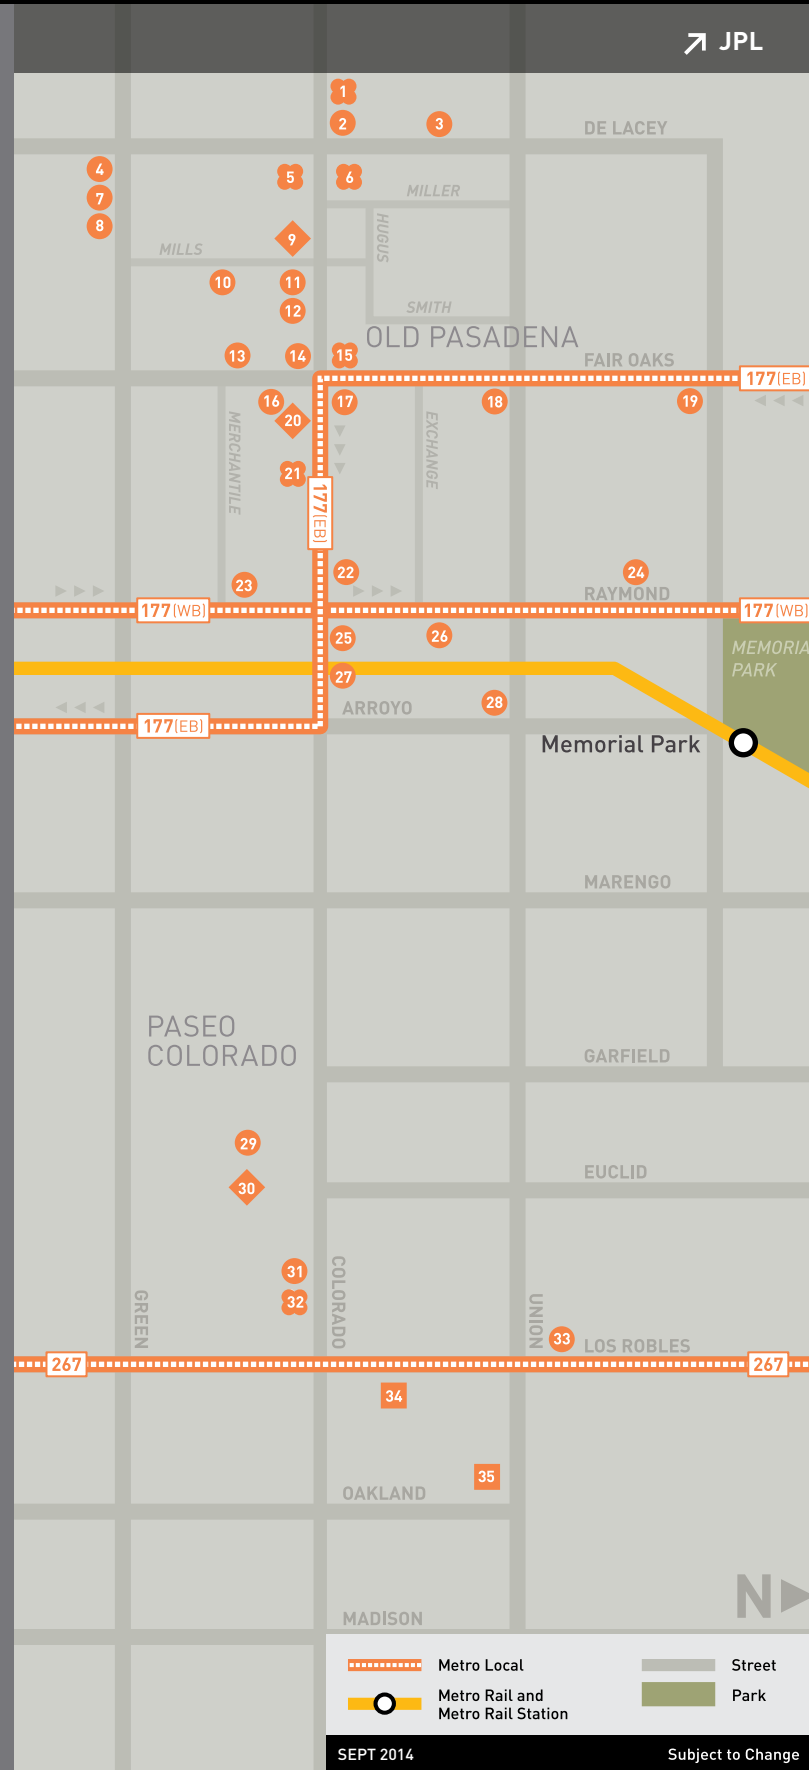 JPL
1
2
3
DE LACEY
4
5
6
7
MILLER
8
HUGUS
9
MILLS
10
11
12
SMITH
OLD PASADENA
13
14
15
FAIR OAKS
177(EB)
16
17
18
19
20
MERCHANTILE
EXCHANGE
21
177(EB)
22
23
24
RAYMOND
177(WB)
177(WB)
25
26
MEMORIA
PARK
27
28
ARROYO
177(EB)
Memorial Park
MARENGO
PASEO
COLORADO
GARFIELD
29
EUCLID
30
31
32
GREEN
COLORADO
UNION
33
LOS ROBLES
267
267
34
35
OAKLAND
N
MADISON
Metro Local
Street
Metro Rail and
Metro Rail Station
Park
SEPT 2014
Subject to Change